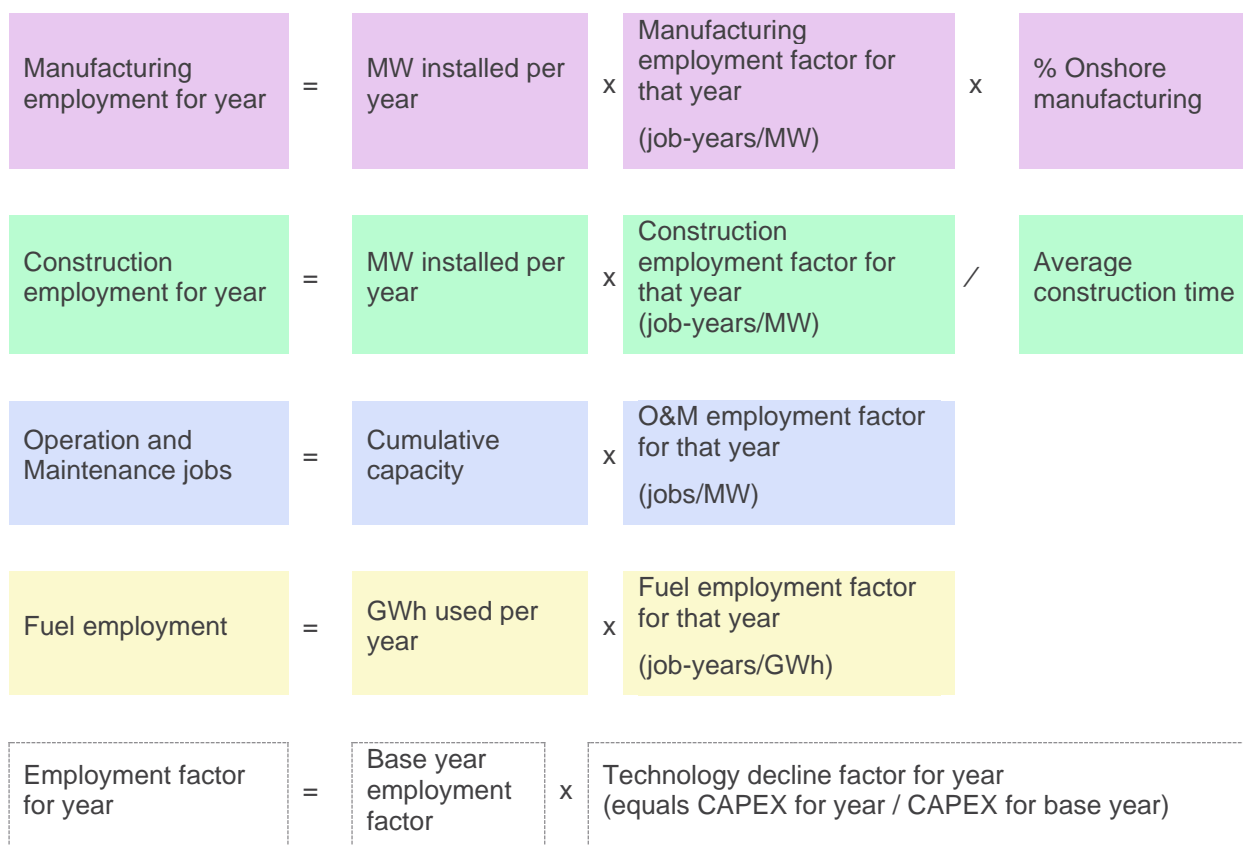 Manufacturing
employment for year
=
MW installed per
year
x
Manufacturing
employment factor for
that year
(job-years/MW)
x
% Onshore
manufacturing
Construction
employment for year
=
MW installed per
year
x
Construction
employment factor for
that year
(job-years/MW)
/
Average
construction time
Operation and
Maintenance jobs
=
Cumulative
capacity
x
O&M employment factor
for that year
(jobs/MW)
Fuel employment
=
GWh used per
year
x
Fuel employment factor
for that year
(job-years/GWh)
Employment factor
for year
=
Base year
employment
factor
x
Technology decline factor for year
(equals CAPEX for year / CAPEX for base year)